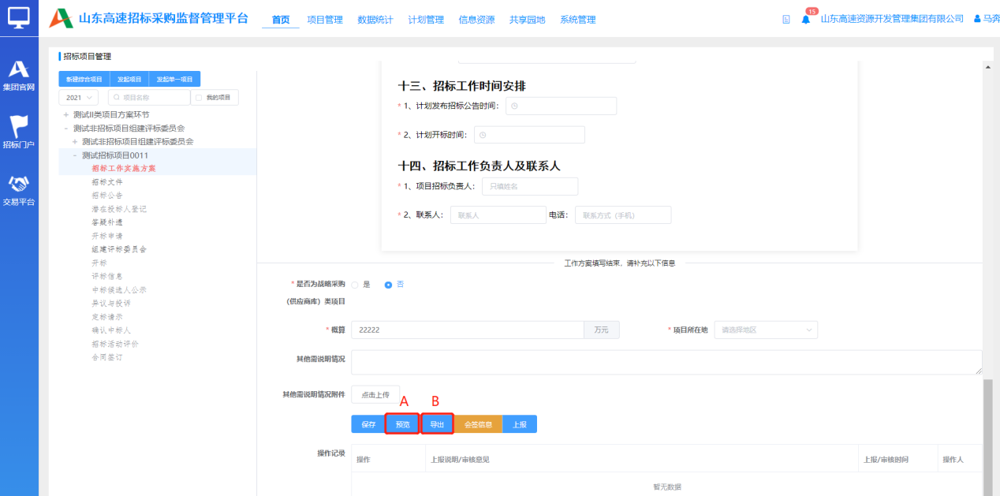 山东高速招标采购监督管理平台
首页 项目管理 数据统计 计划管理 信息资源 共享园地 系统管理
15
山东高速资源开发管理集团有限公司 马奔
集团官网
招标门户
交易平台
招标项目管理
新建综合项目 发起项目 发起单一项目
2021 项目名称 我的项目
测试II类项目方案环节
测试非招标项目组建评标委员会
测试非招标项目组建评标委员会
测试招标项目0011
招标工作实施方案
招标文件
招标公告
潜在投标人登记
答疑补遗
开标申请
组建评标委员会
开标
评标信息
中标候选人公示
异议与投诉
定标请示
确认中标人
招标活动评价
合同签订
十三、招标工作时间安排
* 1、计划发布招标公告时间：
* 2、计划开标时间：
十四、招标工作负责人及联系人
* 1、项目招标负责人： 只填姓名
* 2、联系人： 联系人 电话： 联系方式（手机）
工作方案填写结束，请补充以下信息
* 是否为战略采购 是 否
(供应商库）类项目
* 概算 22222 万元 * 项目所在地 请选择地区
其他需说明情况
其他需说明情况附件 点击上传
A B
保存 预览 导出 会签信息 上报
操作记录
操作 上报说明/审核意见 上报/审核时间 操作人
暂无数据